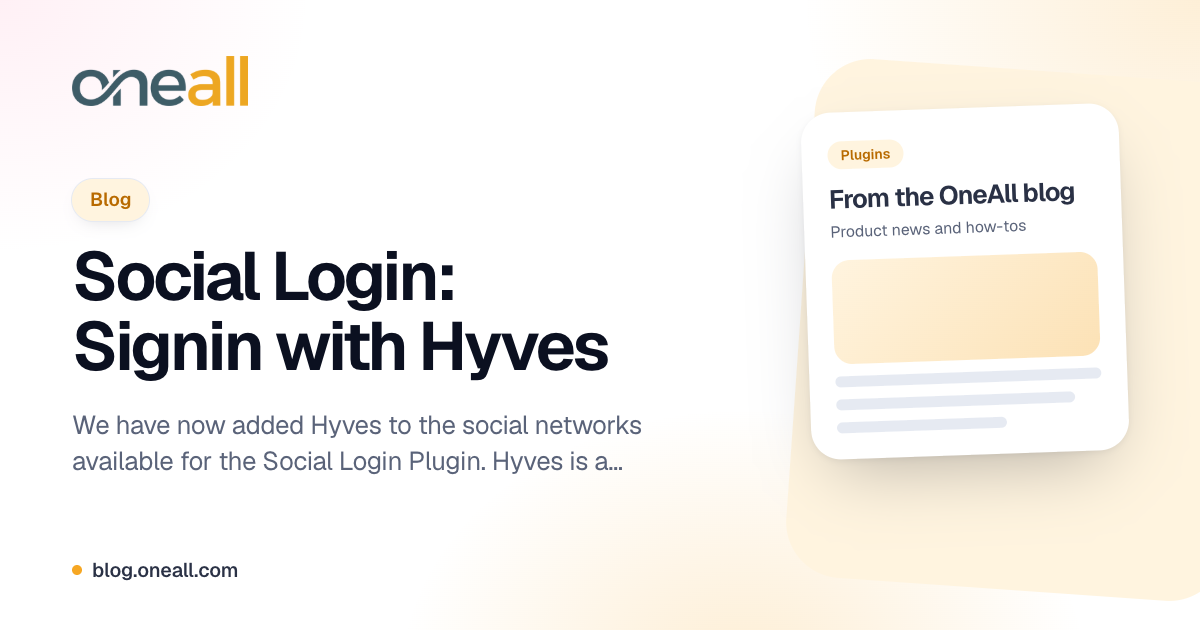 oneall
Blog
Social Login:
Signin with Hyves
We have now added Hyves to the social networks
available for the Social Login Plugin. Hyves is a...
blog.oneall.com
Plugins
From the OneAll blog
Product news and how-tos